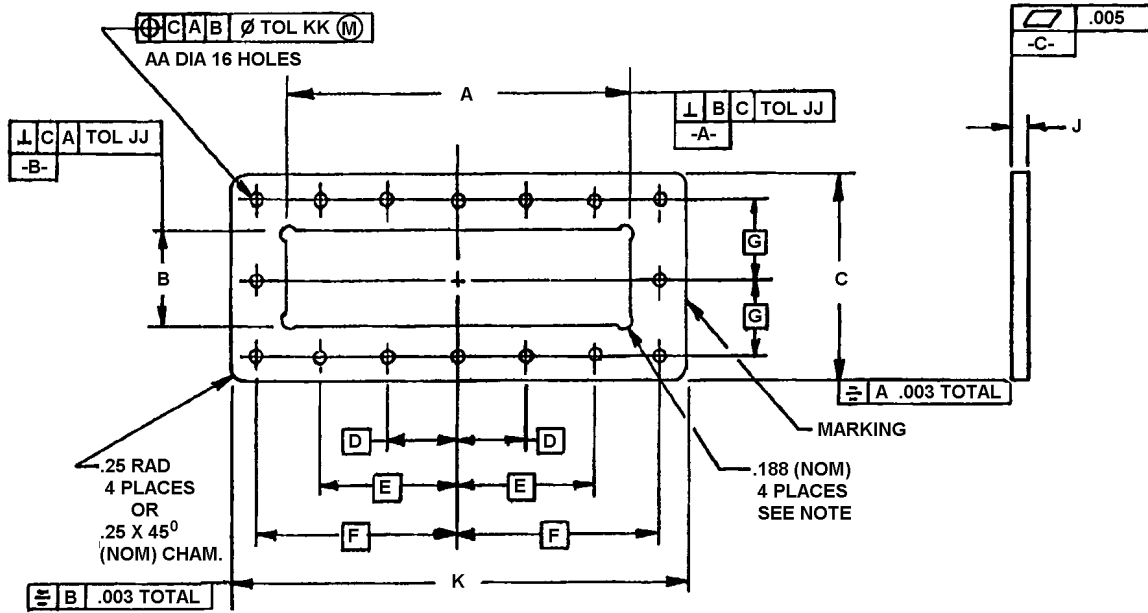 ⌖ C A B Ø TOL KK Ⓜ
AA DIA 16 HOLES
▱ .005
-C-
A
⊥ B C TOL JJ
-A-
J
⊥ C A TOL JJ
-B-
B
G
G
C
⌯ A .003 TOTAL
MARKING
D
D
E
E
F
F
.25 RAD
4 PLACES
OR
.25 X 45⁰
(NOM) CHAM.
.188 (NOM)
4 PLACES
SEE NOTE
K
⌯ B .003 TOTAL